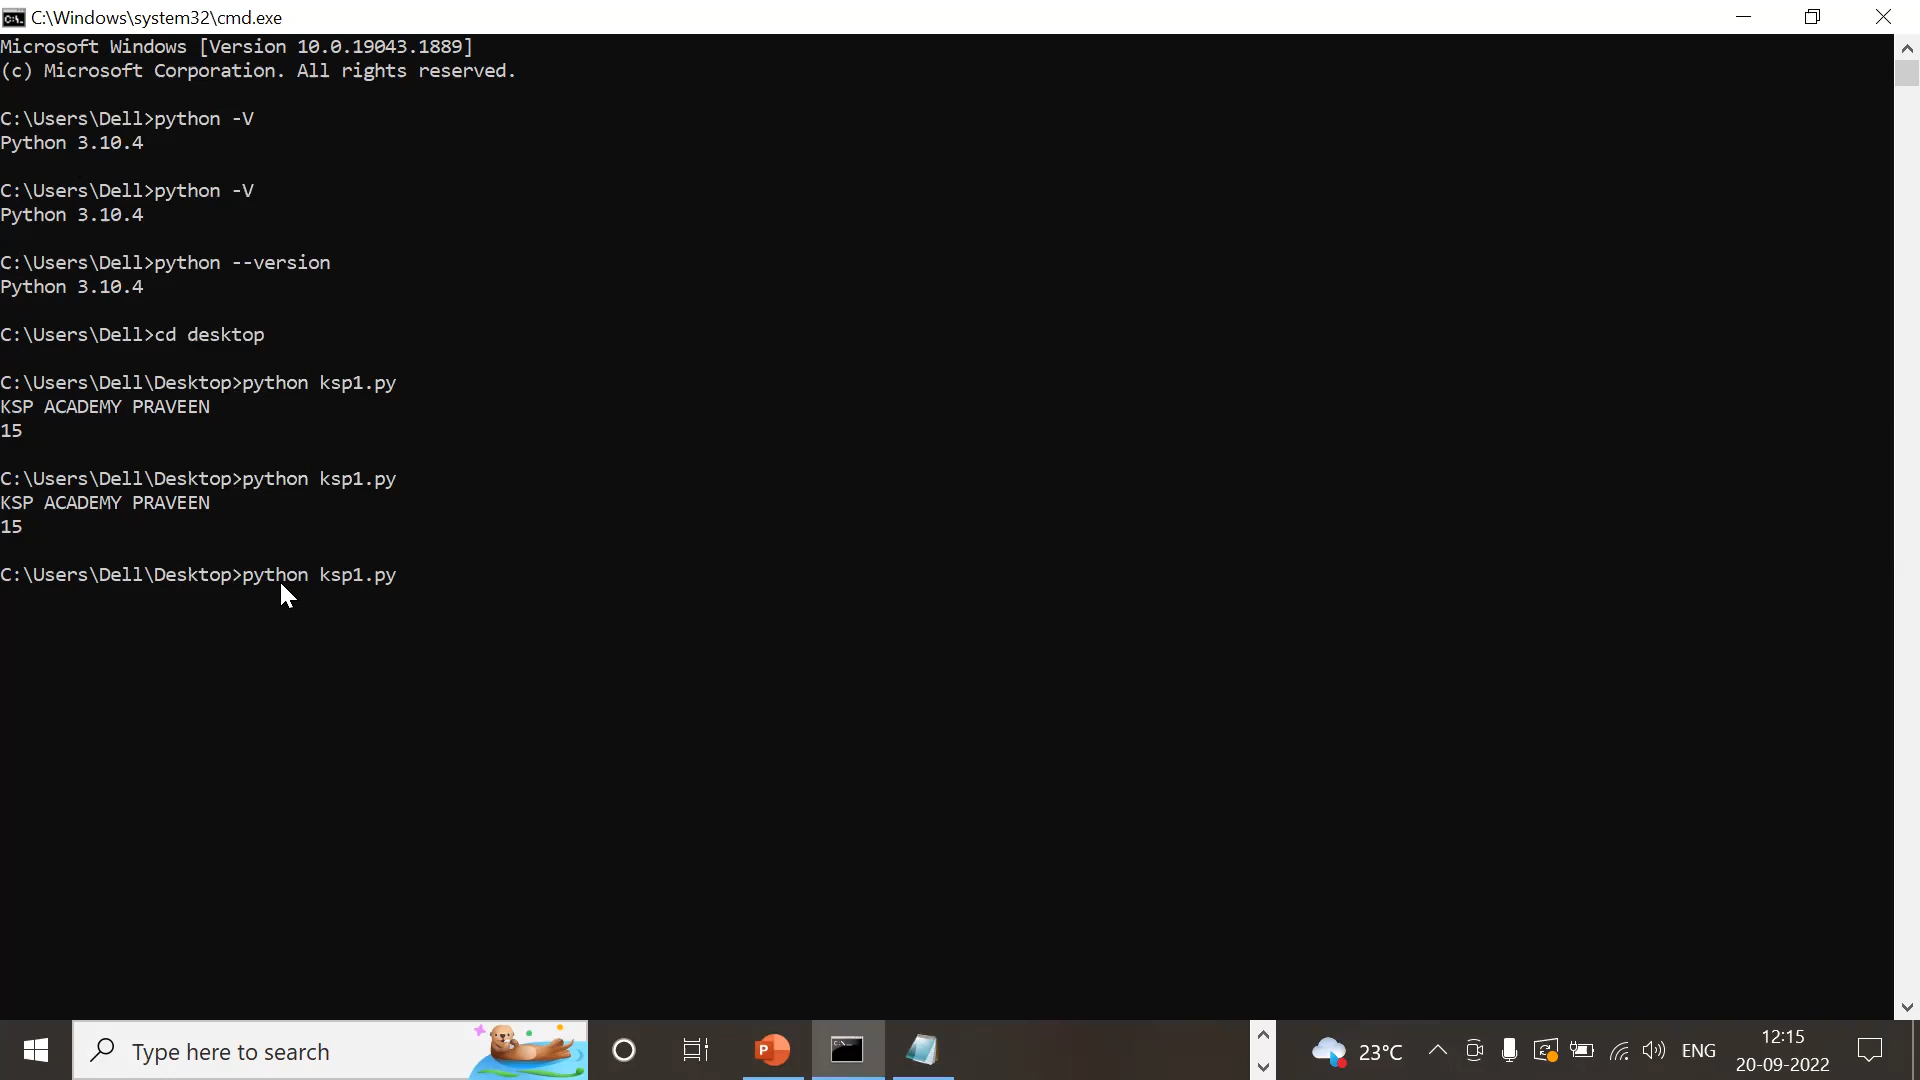 C:\Windows\system32\cmd.exe
Microsoft Windows [Version 10.0.19043.1889]
(c) Microsoft Corporation. All rights reserved.
C:\Users\Dell>python -V
Python 3.10.4
C:\Users\Dell>python -V
Python 3.10.4
C:\Users\Dell>python --version
Python 3.10.4
C:\Users\Dell>cd desktop
C:\Users\Dell\Desktop>python ksp1.py
KSP ACADEMY PRAVEEN
15
C:\Users\Dell\Desktop>python ksp1.py
KSP ACADEMY PRAVEEN
15
C:\Users\Dell\Desktop>python ksp1.py
Type here to search
23°C
ENG
12:15
20-09-2022